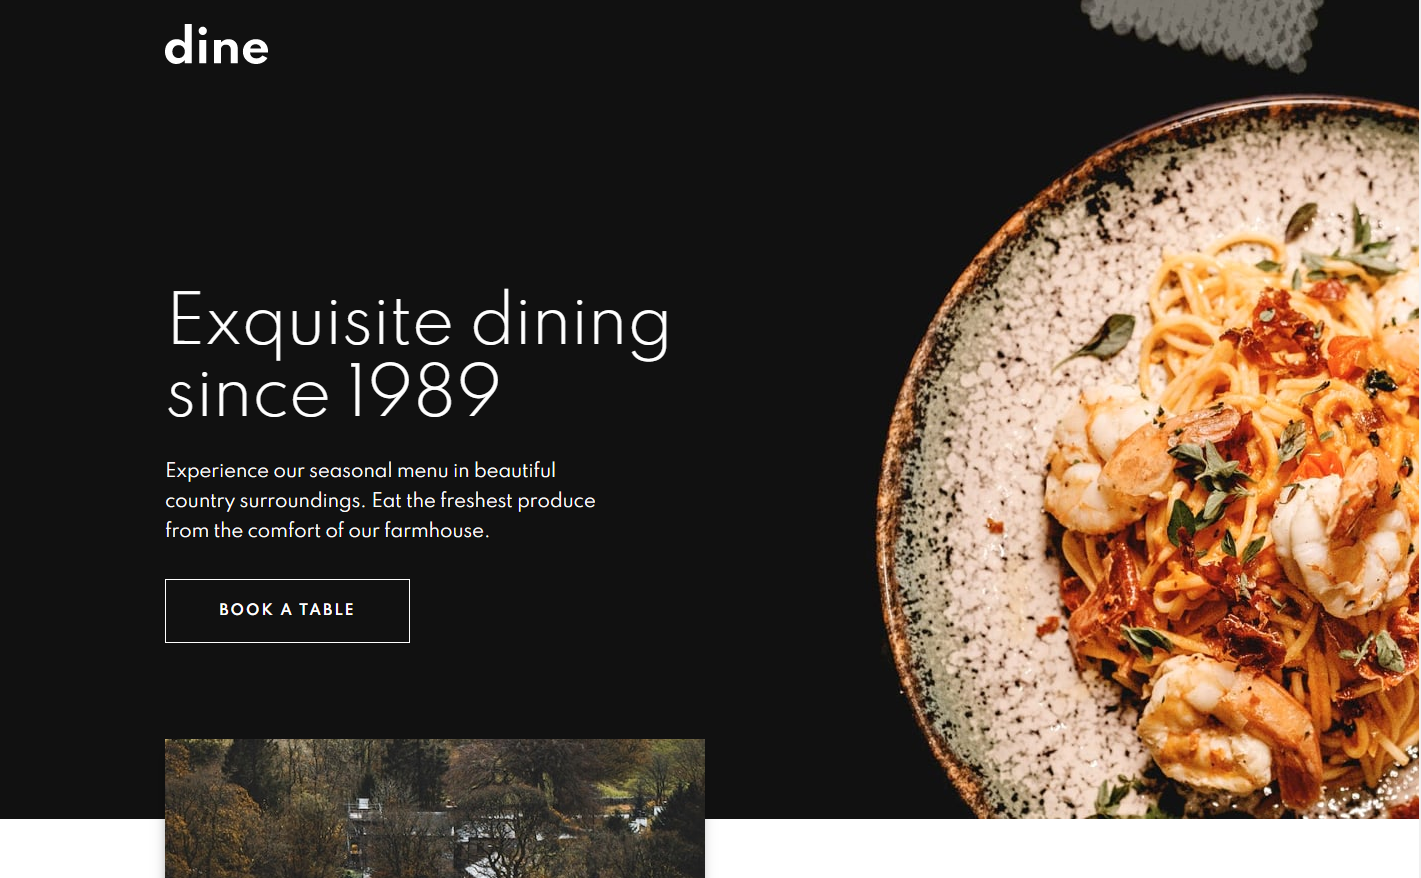 dine
Exquisite dining
since 1989
Experience our seasonal menu in beautiful
country surroundings. Eat the freshest produce
from the comfort of our farmhouse.
BOOK A TABLE